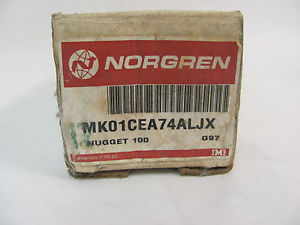 NORGREN
MK01CEA74ALJX
NUGGET 100 G97
IMI